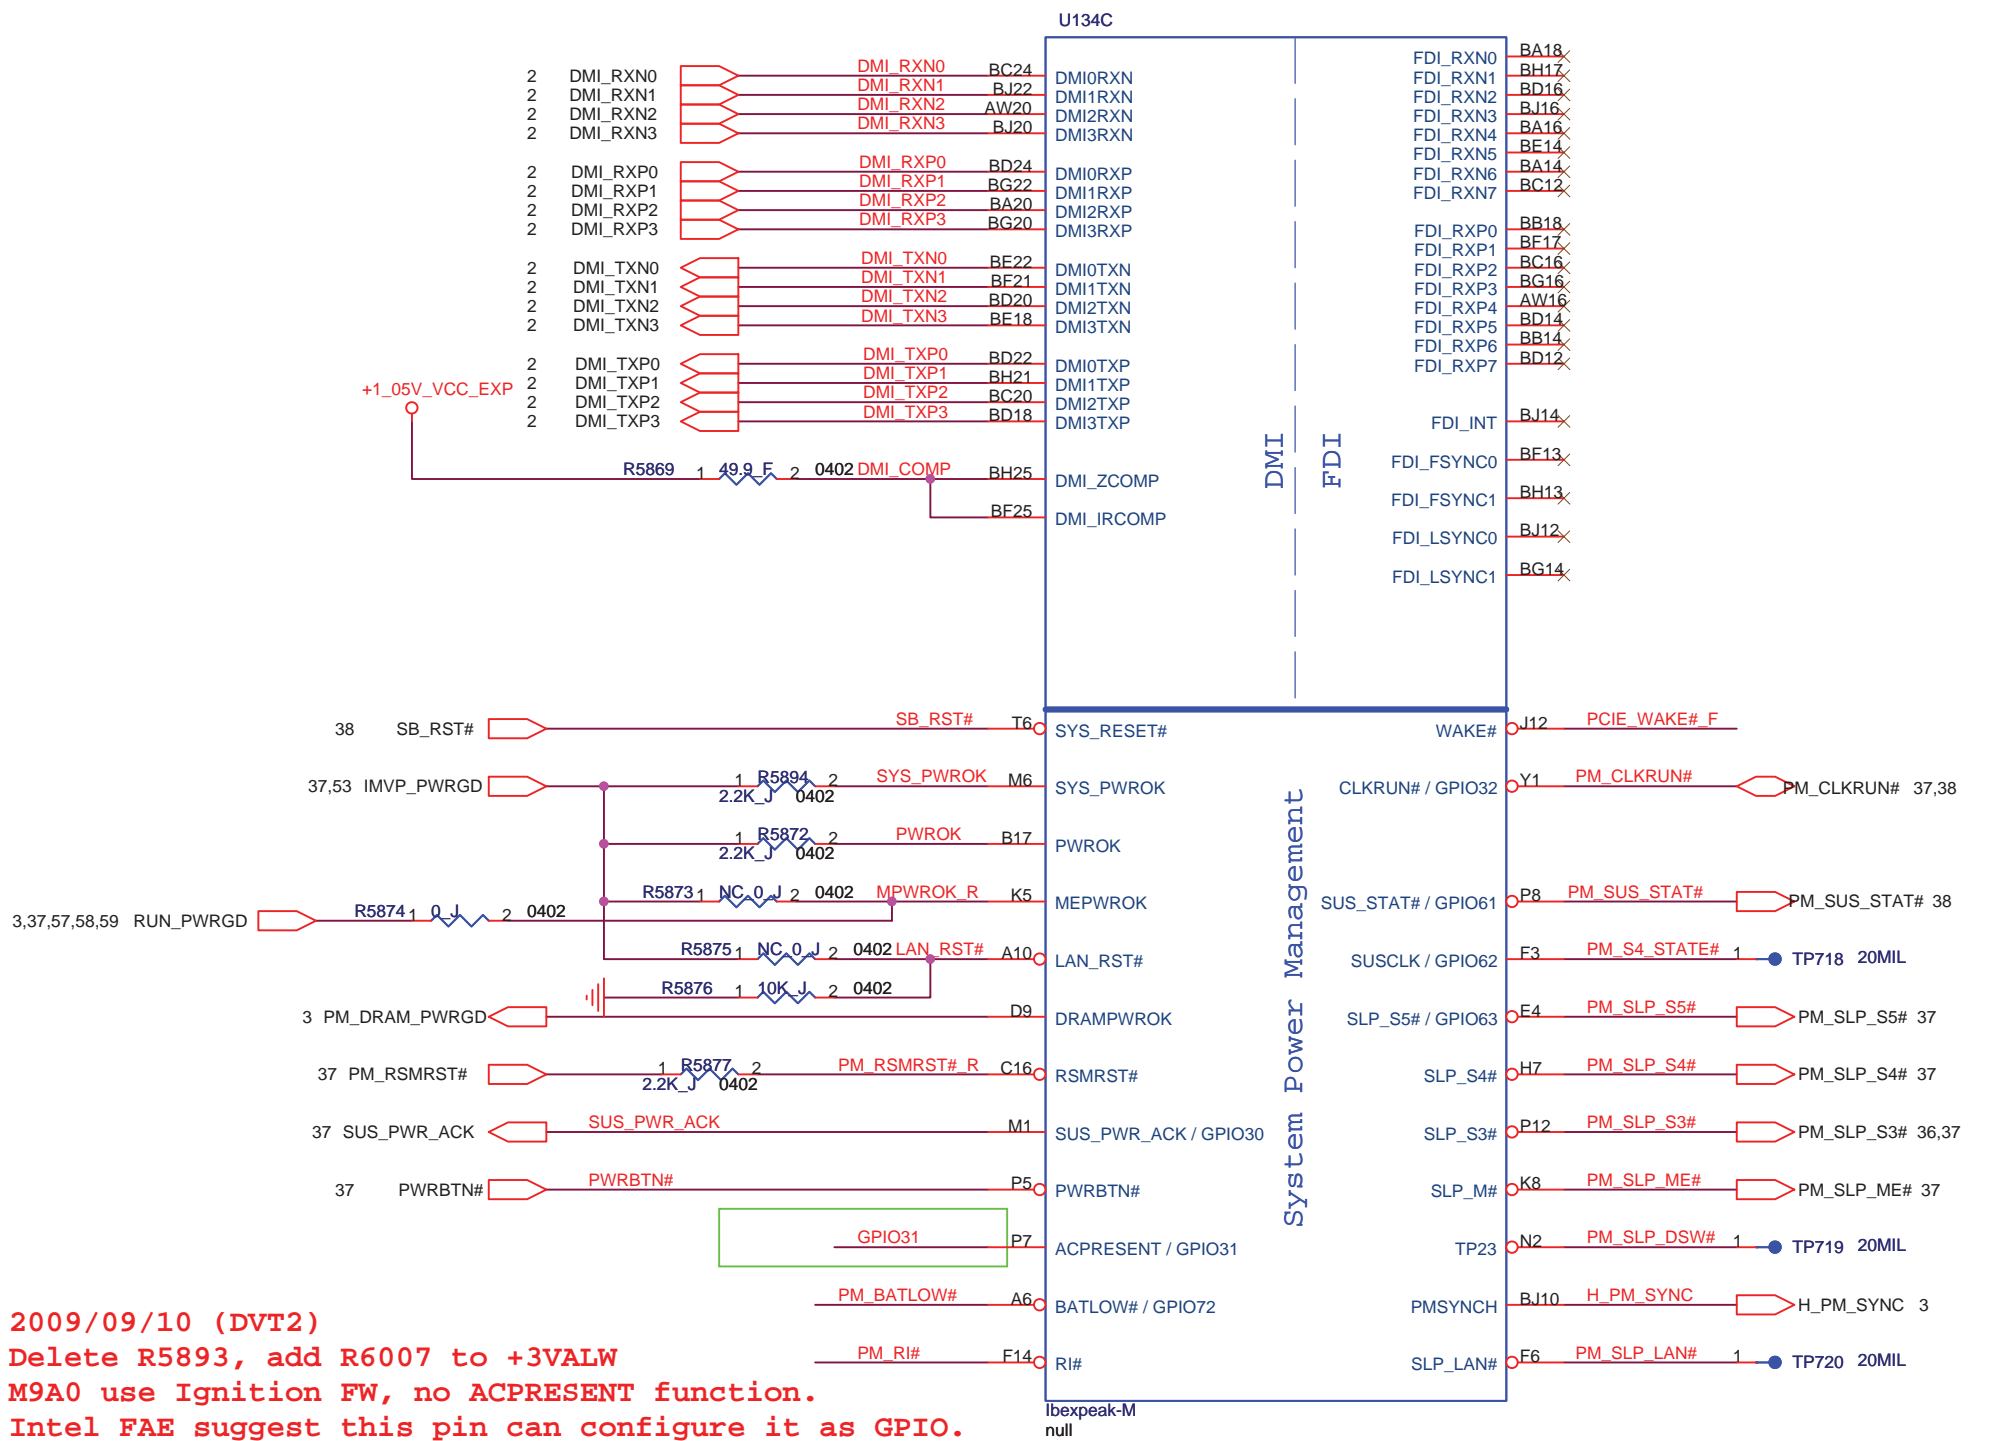 U134C
2 DMI_RXN0 DMI_RXN0 BC24 DMI0RXN FDI_RXN0 BA18
2 DMI_RXN1 DMI_RXN1 BJ22 DMI1RXN FDI_RXN1 BH17
2 DMI_RXN2 DMI_RXN2 AW20 DMI2RXN FDI_RXN2 BD16
2 DMI_RXN3 DMI_RXN3 BJ20 DMI3RXN FDI_RXN3 BJ16
FDI_RXN4 BA16
FDI_RXN5 BE14
2 DMI_RXP0 DMI_RXP0 BD24 DMI0RXP FDI_RXN6 BA14
2 DMI_RXP1 DMI_RXP1 BG22 DMI1RXP FDI_RXN7 BC12
2 DMI_RXP2 DMI_RXP2 BA20 DMI2RXP
2 DMI_RXP3 DMI_RXP3 BG20 DMI3RXP FDI_RXP0 BB18
FDI_RXP1 BF17
2 DMI_TXN0 DMI_TXN0 BE22 DMI0TXN FDI_RXP2 BC16
2 DMI_TXN1 DMI_TXN1 BF21 DMI1TXN FDI_RXP3 BG16
2 DMI_TXN2 DMI_TXN2 BD20 DMI2TXN FDI_RXP4 AW16
2 DMI_TXN3 DMI_TXN3 BE18 DMI3TXN FDI_RXP5 BD14
FDI_RXP6 BB14
2 DMI_TXP0 DMI_TXP0 BD22 DMI0TXP FDI_RXP7 BD12
+1_05V_VCC_EXP 2 DMI_TXP1 DMI_TXP1 BH21 DMI1TXP
2 DMI_TXP2 DMI_TXP2 BC20 DMI2TXP
2 DMI_TXP3 DMI_TXP3 BD18 DMI3TXP FDI_INT BJ14
DMI FDI
FDI_FSYNC0 BF13
R5869 1 49.9_F 2 0402 DMI_COMP BH25 DMI_ZCOMP
FDI_FSYNC1 BH13
BF25 DMI_IRCOMP
FDI_LSYNC0 BJ12
FDI_LSYNC1 BG14
38 SB_RST# SB_RST# T6 SYS_RESET# WAKE# J12 PCIE_WAKE#_F
37,53 IMVP_PWRGD 1 R5894 2 SYS_PWROK M6 SYS_PWROK CLKRUN# / GPIO32 Y1 PM_CLKRUN# PM_CLKRUN# 37,38
2.2K_J 0402
1 R5872 2 PWROK B17 PWROK
2.2K_J 0402
System Power Management
R5873 1 NC_0_J 2 0402 MPWROK_R K5 MEPWROK SUS_STAT# / GPIO61 P8 PM_SUS_STAT# PM_SUS_STAT# 38
3,37,57,58,59 RUN_PWRGD R5874 1 0_J 2 0402
R5875 1 NC_0_J 2 0402 LAN_RST# A10 LAN_RST# SUSCLK / GPIO62 F3 PM_S4_STATE# 1 TP718 20MIL
R5876 1 10K_J 2 0402
3 PM_DRAM_PWRGD D9 DRAMPWROK SLP_S5# / GPIO63 E4 PM_SLP_S5# PM_SLP_S5# 37
37 PM_RSMRST# 1 R5877 2 PM_RSMRST#_R C16 RSMRST# SLP_S4# H7 PM_SLP_S4# PM_SLP_S4# 37
2.2K_J 0402
37 SUS_PWR_ACK SUS_PWR_ACK M1 SUS_PWR_ACK / GPIO30 SLP_S3# P12 PM_SLP_S3# PM_SLP_S3# 36,37
37 PWRBTN# PWRBTN# P5 PWRBTN# SLP_M# K8 PM_SLP_ME# PM_SLP_ME# 37
GPIO31 P7 ACPRESENT / GPIO31 TP23 N2 PM_SLP_DSW# 1 TP719 20MIL
PM_BATLOW# A6 BATLOW# / GPIO72 PMSYNCH BJ10 H_PM_SYNC H_PM_SYNC 3
PM_RI# F14 RI# SLP_LAN# F6 PM_SLP_LAN# 1 TP720 20MIL
Ibexpeak-M
null
2009/09/10 (DVT2)
Delete R5893, add R6007 to +3VALW
M9A0 use Ignition FW, no ACPRESENT function.
Intel FAE suggest this pin can configure it as GPIO.